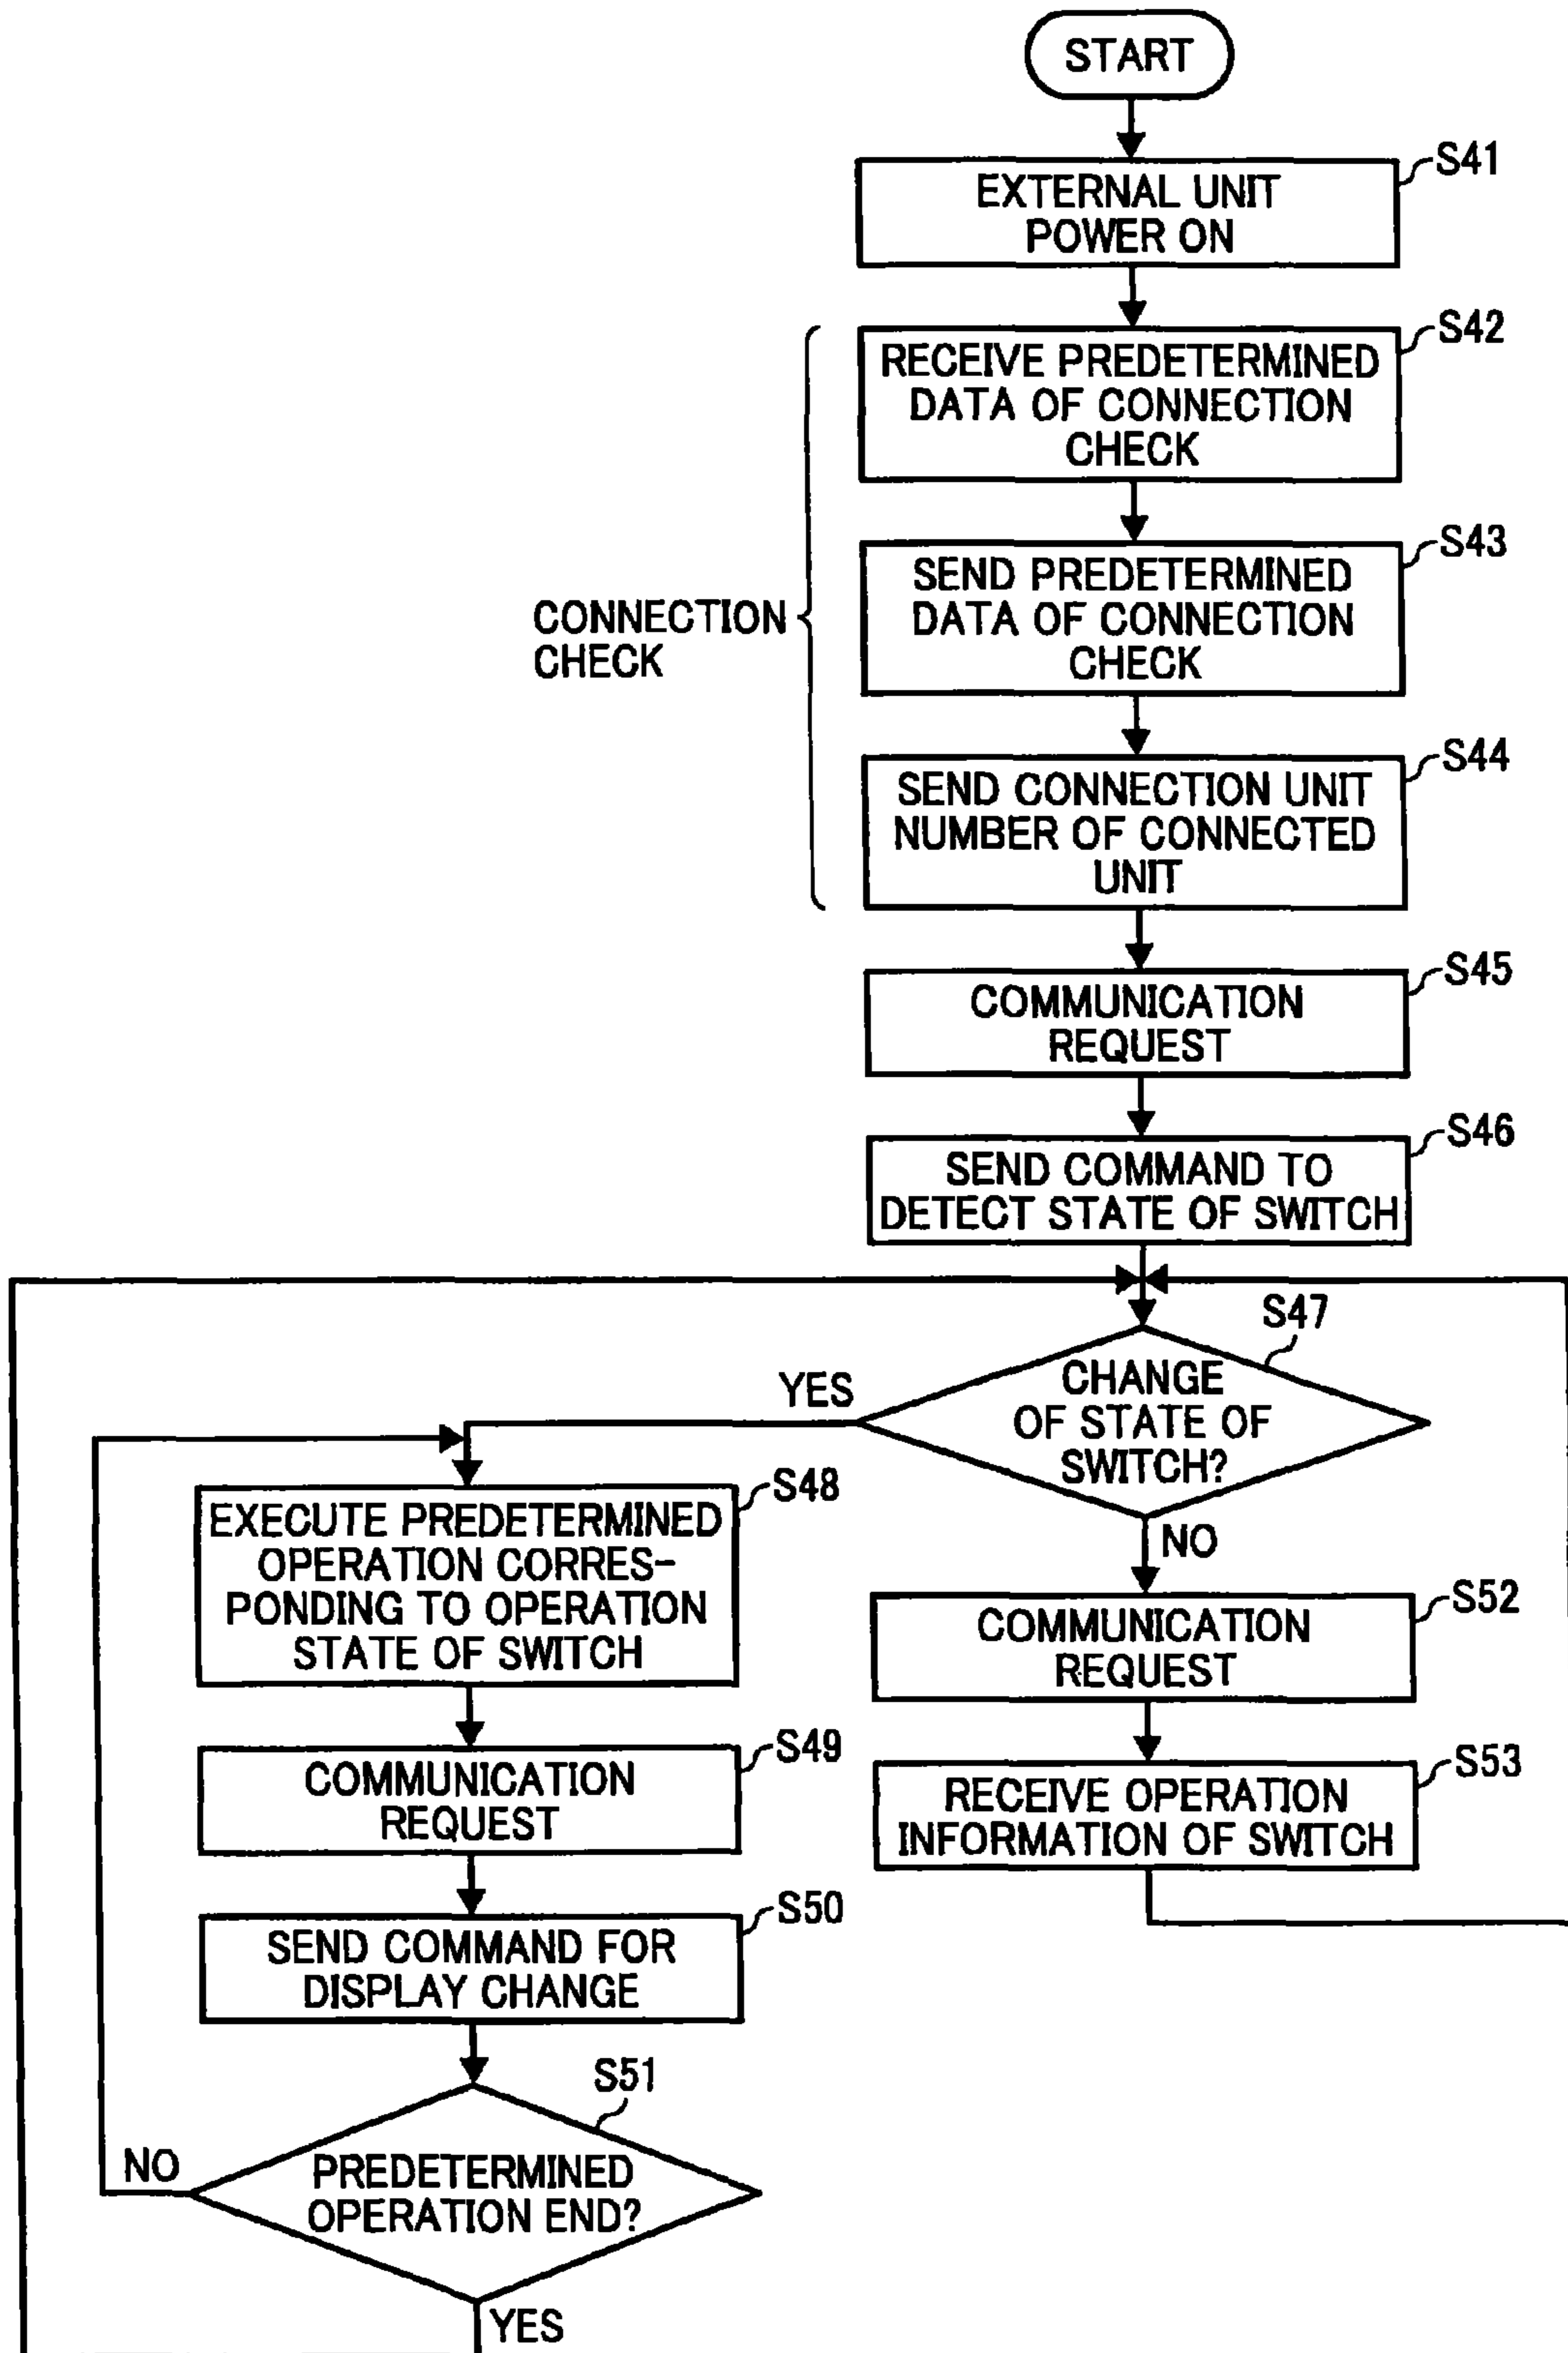 START
S41
EXTERNAL UNIT
POWER ON
S42
RECEIVE PREDETERMINED
DATA OF CONNECTION
CHECK
S43
SEND PREDETERMINED
DATA OF CONNECTION
CHECK
CONNECTION
CHECK
S44
SEND CONNECTION UNIT
NUMBER OF CONNECTED
UNIT
S45
COMMUNICATION
REQUEST
S46
SEND COMMAND TO
DETECT STATE OF SWITCH
S47
CHANGE
OF STATE OF
SWITCH?
YES
S48
EXECUTE PREDETERMINED
OPERATION CORRES-
PONDING TO OPERATION
STATE OF SWITCH
NO
S52
COMMUNICATION
REQUEST
S49
COMMUNICATION
REQUEST
S53
RECEIVE OPERATION
INFORMATION OF SWITCH
S50
SEND COMMAND FOR
DISPLAY CHANGE
S51
PREDETERMINED
OPERATION END?
NO
YES